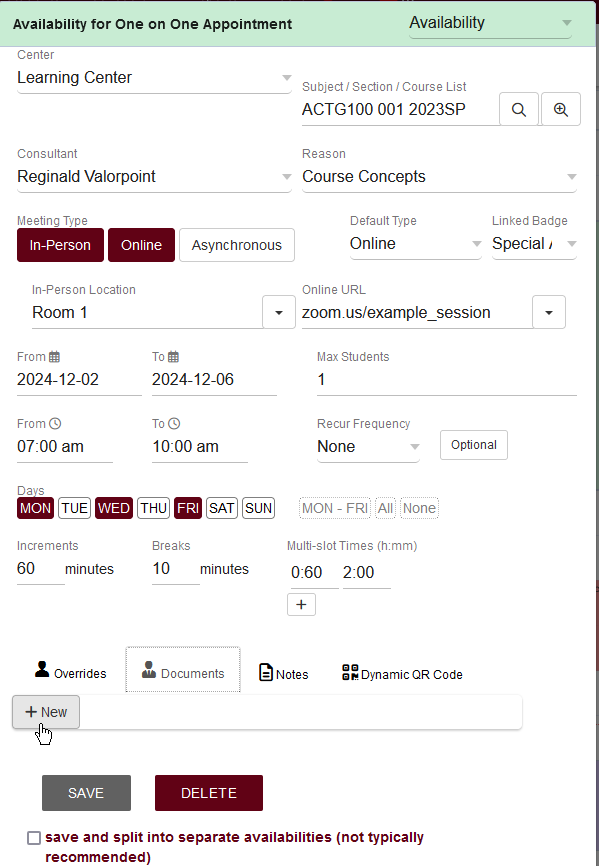 Availability for One on One Appointment
Availability
Center
Learning Center
Subject / Section / Course List
ACTG100 001 2023SP
Consultant
Reason
Reginald Valorpoint
Course Concepts
Meeting Type
Default Type
Linked Badge
In-Person
Online
Asynchronous
Online
Special
In-Person Location
Online URL
Room 1
zoom.us/example_session
From
To
Max Students
2024-12-02
2024-12-06
1
From
To
Recur Frequency
07:00 am
10:00 am
None
Optional
Days
MON
TUE
WED
THU
FRI
SAT
SUN
MON - FRI
All
None
Increments
Breaks
Multi-slot Times (h:mm)
60 minutes
10 minutes
0:60
2:00
+
Overrides
Documents
Notes
Dynamic QR Code
+ New
SAVE
DELETE
save and split into separate availabilities (not typically
recommended)